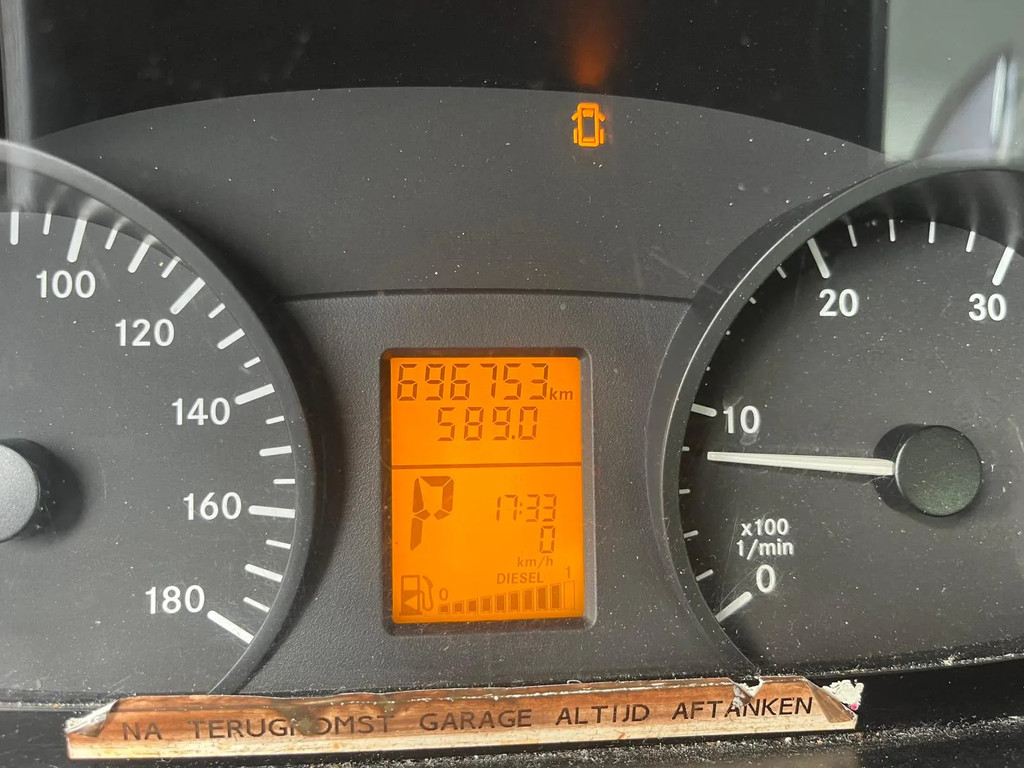 100
120
140
160
180
696753 km
589.0
P
17:33
0
km/h
DIESEL
0 1
30
20
10
x100
1/min
0
NA TERUGKOMST GARAGE ALTIJD AFTANKEN